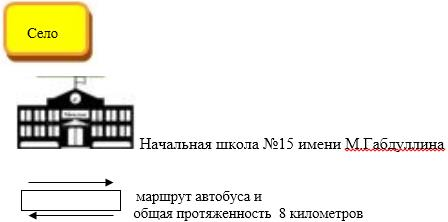 Село
Начальная школа №15 имени М.Габдуллина
маршрут автобуса и
общая протяженность 8 километров